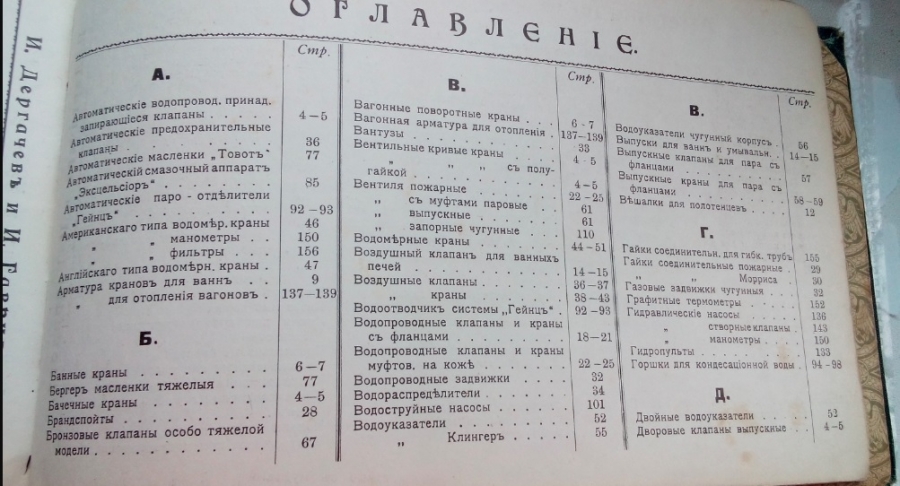 И. Дергачевъ и И.
ОГЛАВЛЕНІЕ.
Стр.
А.
Автоматическіе водопровод. принад.
запирающіеся клапаны . . . . . 4–5
Автоматическіе предохранительные
клапаны . . . . . 36
Автоматическіе масленки „Товотъ“ 77
Автоматическій смазочный аппаратъ
„Эксцельсіоръ“ . . . . . 85
Автоматическіе паро-отдѣлители
„Гейнцъ“ . . . . . 92–93
Американскаго типа водомѣр. краны 46
„ „ манометры . . 150
„ „ фильтры . . . 156
Англійскаго типа водомѣрн. краны . 47
Арматура крановъ для ваннъ . . . 9
„ для отопленія вагоновъ . 137–139
Б.
Банные краны . . . . . 6–7
Бергеръ масленки тяжелыя . . . 77
Бачечные краны . . . . . 4–5
Брандспойты . . . . . 28
Бронзовые клапаны особо тяжелой
модели . . . . . 67
Стр.
В.
Вагонные поворотные краны . . . 6-7
Вагонная арматура для отопленія . 137–139
Вантузы . . . . . 33
Вентильные кривые краны . . . 4-5
„ „ „ съ полу-
гайкой . . . . .
Вентиля пожарные . . . . . 4–5
„ съ муфтами паровые . . 22-25
„ выпускные . . . . . 61
„ запорные чугунные . . . 61
Водомѣрные краны . . . . . 110
Воздушный клапанъ для ванныхъ 44-51
печей . . . . . 14–15
Воздушные клапаны . . . . . 36–37
„ краны . . . . . 38–43
Водоотводчикъ системы „Гейнцъ“ . 92–93
Водопроводные клапаны и краны
съ фланцами . . . . . 18–21
Водопроводные клапаны и краны
муфтов. на кожѣ . . . . . 22–25
Водопроводные задвижки . . . 32
Водораспредѣлители . . . . . 34
Водоструйные насосы . . . . . 101
Водоуказатели . . . . . 52
„ Клингеръ . . . . . 55
Стр.
В.
Водоуказатели чугунный корпусъ . 56
Выпуски для ваннъ и умывальн. . 14–15
Выпускные клапаны для пара съ
фланцами . . . . . 57
Выпускные краны для пара съ
фланцами . . . . . 58–59
Вѣшалки для полотенцевъ . . . 12
Г.
Гайки соединительн. для гибк. трубъ 155
Гайки соединительные пожарные . 29
„ „ Морриса . 30
Газовые задвижки чугунныя . . . 32
Графитные термометры . . . . . 152
Гидравлическіе насосы . . . . . 136
„ створные клапаны . 143
„ манометры . . . 150
Гидропульты . . . . . 133
Горшки для кондесаціонной воды . 94-98
Д.
Двойные водоуказатели . . . . . 52
Дворовые клапаны выпускные . . . 4-5